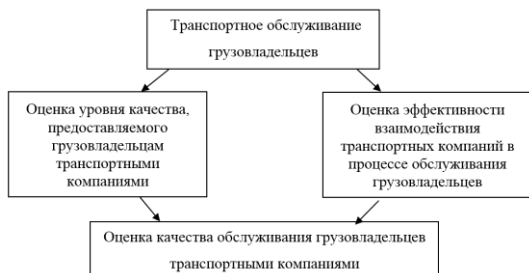 Транспортное обслуживание
грузовладельцев
Оценка уровня качества,
предоставляемого
грузовладельцам
транспортными
компаниями
Оценка эффективности
взаимодействия
транспортных компаний в
процессе обслуживания
грузовладельцев
Оценка качества обслуживания грузовладельцев
транспортными компаниями